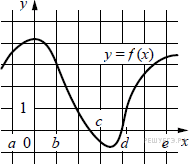 y
y = f(x)
1
c
a 0 b d e x